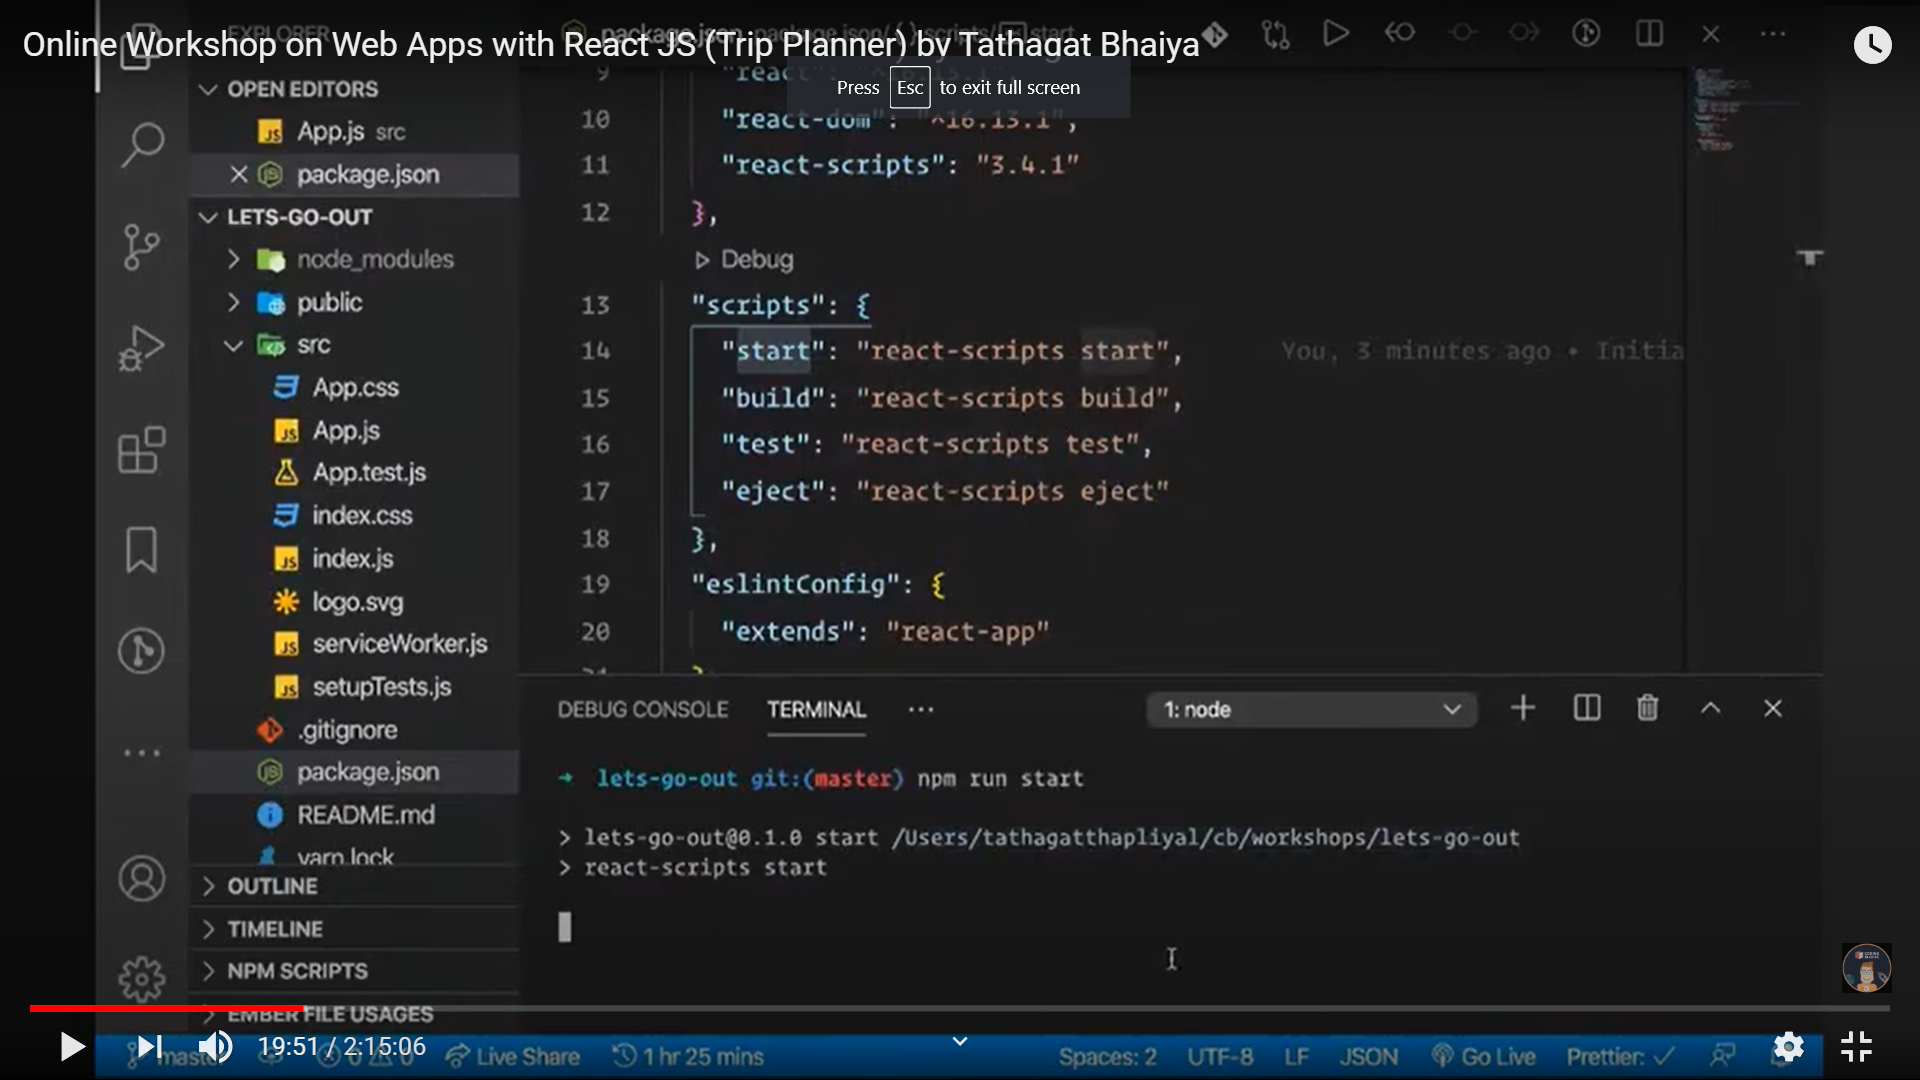 Online Workshop on Web Apps with React JS (Trip Planner) by Tathagat Bhaiya
Press Esc to exit full screen
EXPLORER
OPEN EDITORS
App.js src
package.json
LETS-GO-OUT
node_modules
public
src
App.css
App.js
App.test.js
index.css
index.js
logo.svg
serviceWorker.js
setupTests.js
.gitignore
package.json
README.md
yarn.lock
OUTLINE
TIMELINE
NPM SCRIPTS
EMBER FILE USAGES
9 "react":
10 "react-dom": "^16.13.1",
11 "react-scripts": "3.4.1"
12 },
Debug
13 "scripts": {
14 "start": "react-scripts start", You, 3 minutes ago • Initia
15 "build": "react-scripts build",
16 "test": "react-scripts test",
17 "eject": "react-scripts eject"
18 },
19 "eslintConfig": {
20 "extends": "react-app"
DEBUG CONSOLE TERMINAL ··· 1: node
→ lets-go-out git:(master) npm run start
> lets-go-out@0.1.0 start /Users/tathagatthapliyal/cb/workshops/lets-go-out
> react-scripts start
19:51 / 2:15:06
Live Share 1 hr 25 mins Spaces: 2 UTF-8 LF JSON Go Live Prettier: ✓